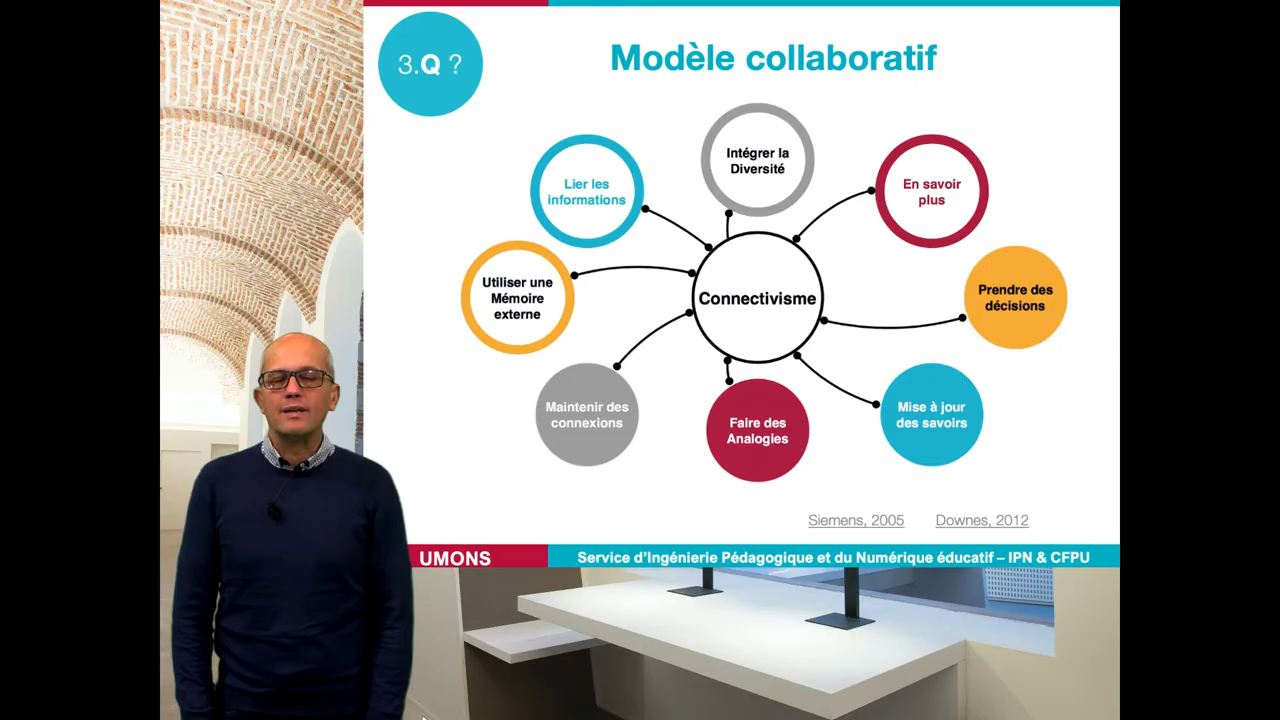 3.Q ?
Modèle collaboratif
Intégrer la
Diversité
Lier les
informations
En savoir
plus
Utiliser une
Mémoire
externe
Connectivisme
Prendre des
décisions
Maintenir des
connexions
Faire des
Analogies
Mise à jour
des savoirs
Siemens, 2005
Downes, 2012
UMONS
Service d'Ingénierie Pédagogique et du Numérique éducatif – IPN & CFPU